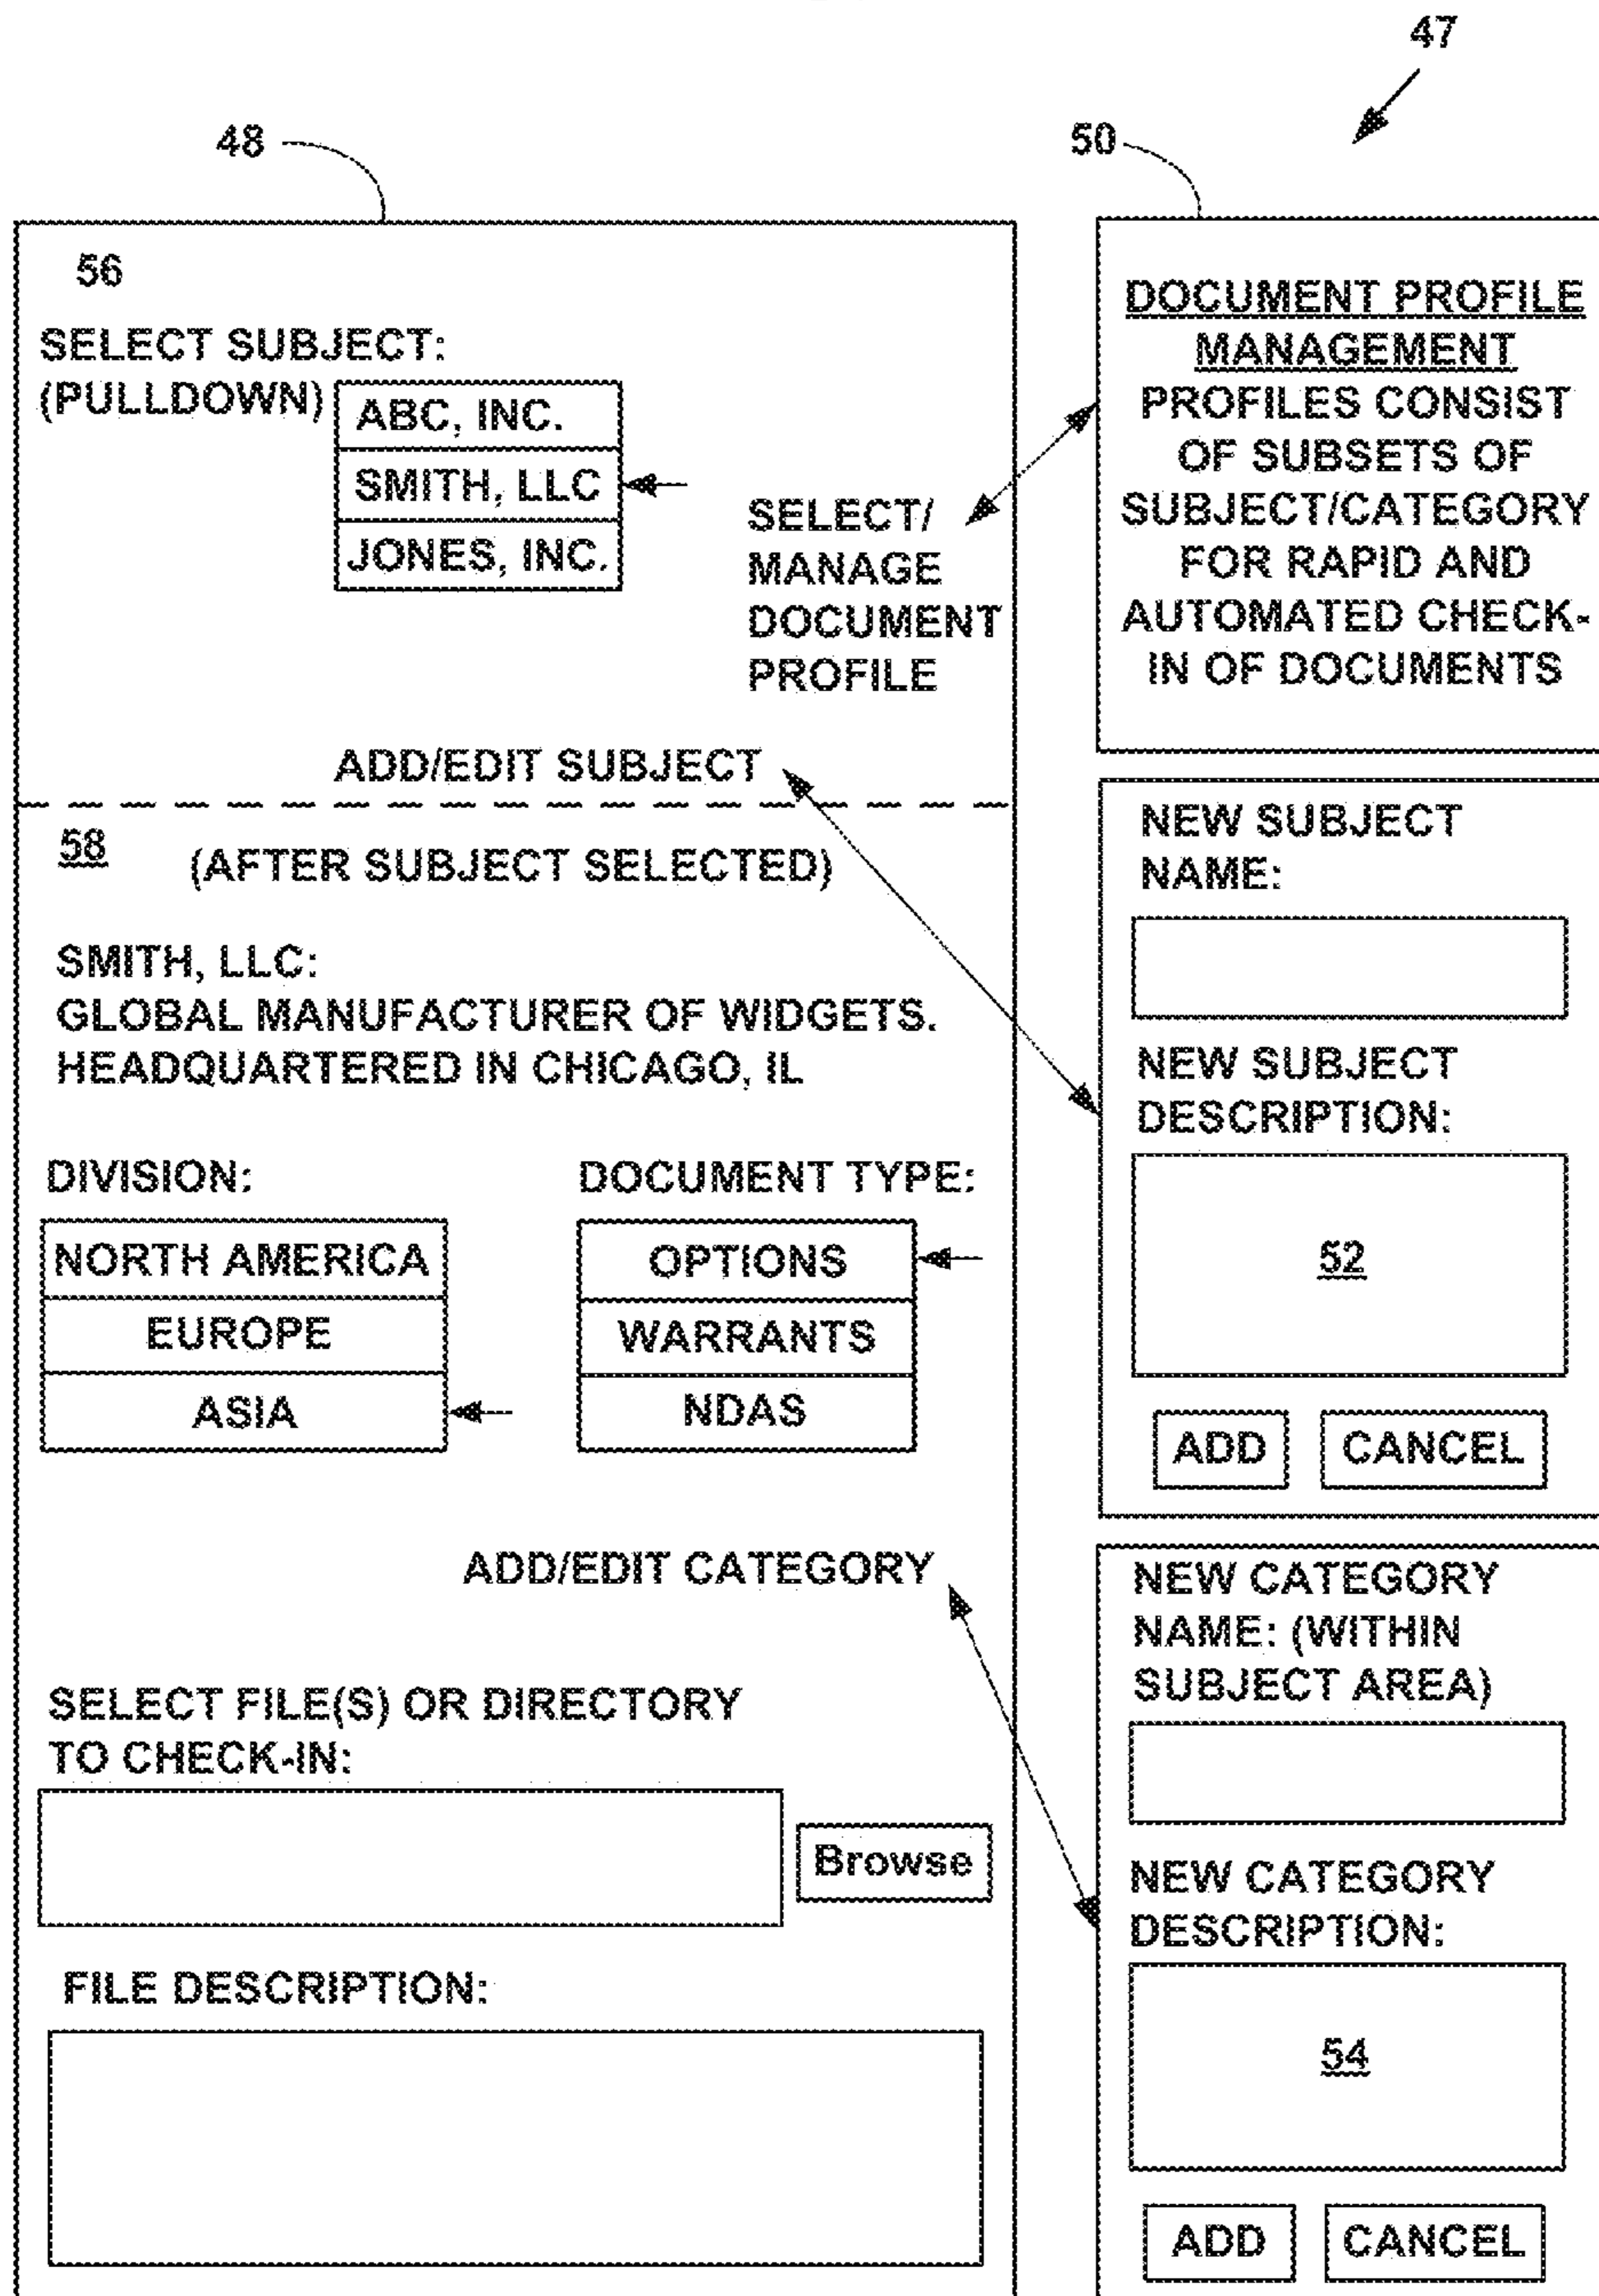 47
48
50
56
SELECT SUBJECT:
(PULLDOWN)
ABC, INC.
SMITH, LLC
JONES, INC.
SELECT/
MANAGE
DOCUMENT
PROFILE
ADD/EDIT SUBJECT
58
(AFTER SUBJECT SELECTED)
SMITH, LLC:
GLOBAL MANUFACTURER OF WIDGETS.
HEADQUARTERED IN CHICAGO, IL
DIVISION:
NORTH AMERICA
EUROPE
ASIA
DOCUMENT TYPE:
OPTIONS
WARRANTS
NDAS
ADD/EDIT CATEGORY
SELECT FILE(S) OR DIRECTORY
TO CHECK-IN:
Browse
FILE DESCRIPTION:
DOCUMENT PROFILE
MANAGEMENT
PROFILES CONSIST
OF SUBSETS OF
SUBJECT/CATEGORY
FOR RAPID AND
AUTOMATED CHECK-
IN OF DOCUMENTS
NEW SUBJECT
NAME:
NEW SUBJECT
DESCRIPTION:
52
ADD
CANCEL
NEW CATEGORY
NAME: (WITHIN
SUBJECT AREA)
NEW CATEGORY
DESCRIPTION:
54
ADD
CANCEL